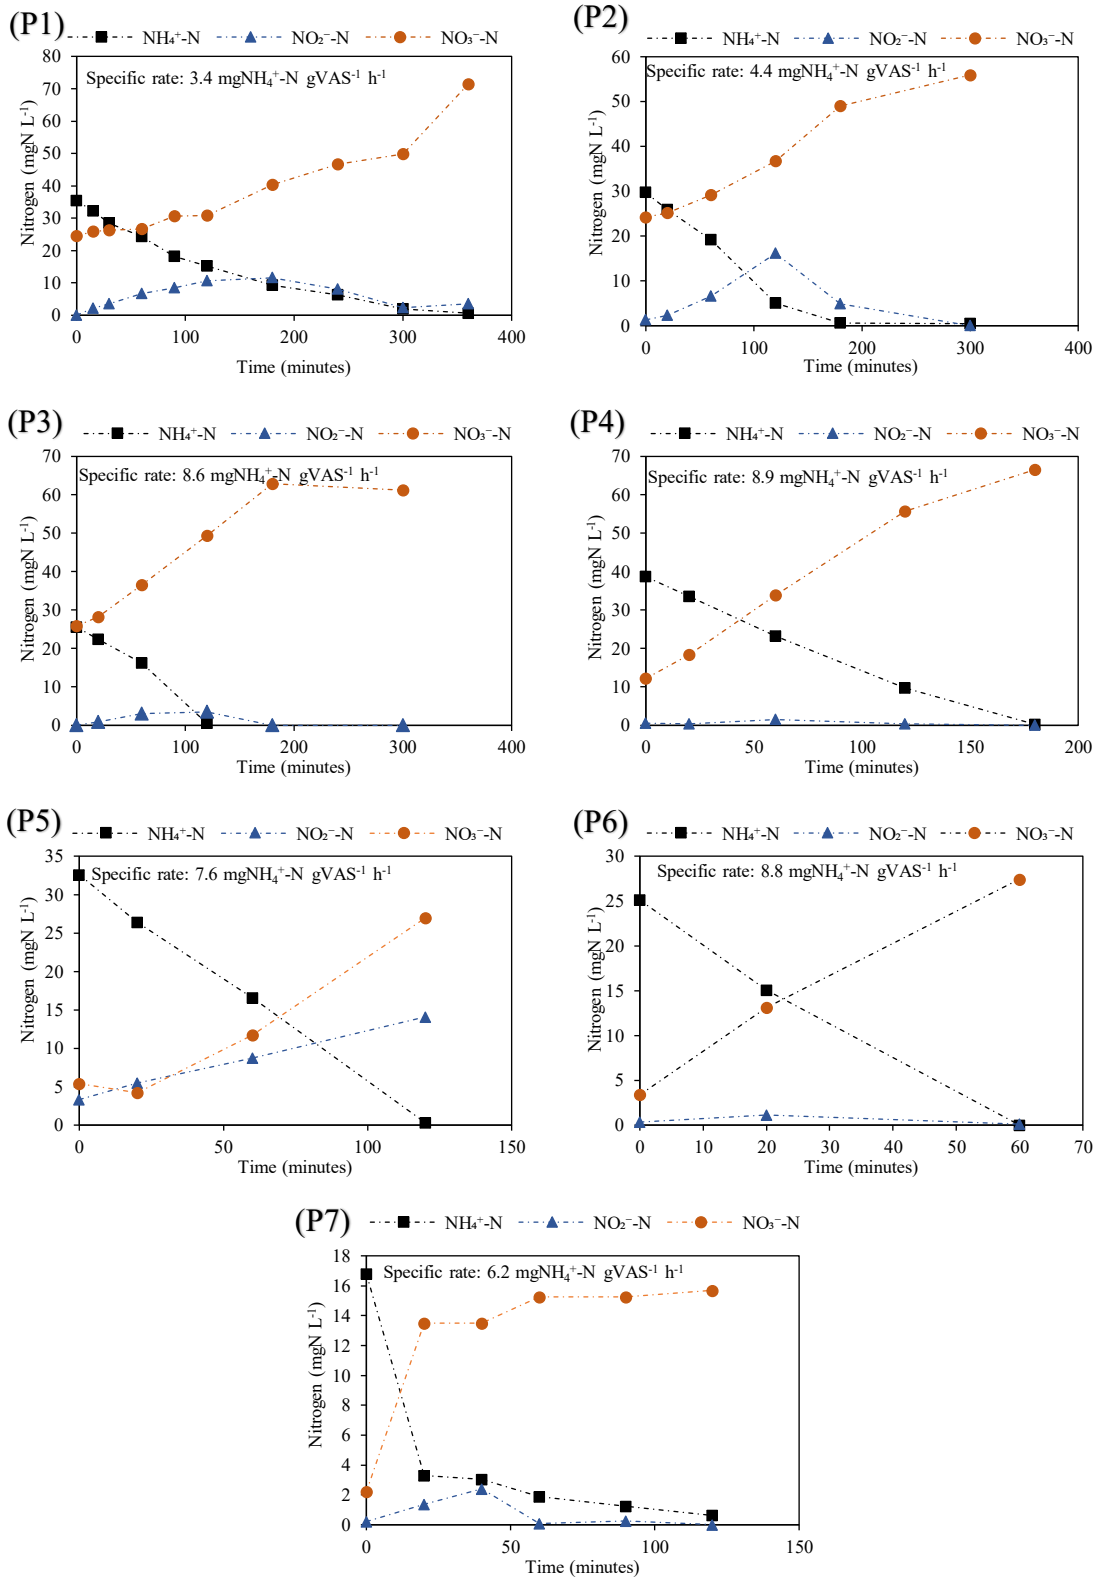 (P1)
NH₄⁺-N NO₂⁻-N NO₃⁻-N
Specific rate: 3.4 mgNH₄⁺-N gVAS⁻¹ h⁻¹
Nitrogen (mgN L⁻¹)
80
70
60
50
40
30
20
10
0
0 100 200 300 400
Time (minutes)
(P2)
NH₄⁺-N NO₂⁻-N NO₃⁻-N
Specific rate: 4.4 mgNH₄⁺-N gVAS⁻¹ h⁻¹
Nitrogen (mgN L⁻¹)
60
50
40
30
20
10
0
0 100 200 300 400
Time (minutes)
(P3)
NH₄⁺-N NO₂⁻-N NO₃⁻-N
Specific rate: 8.6 mgNH₄⁺-N gVAS⁻¹ h⁻¹
Nitrogen (mgN L⁻¹)
70
60
50
40
30
20
10
0
0 100 200 300 400
Time (minutes)
(P4)
NH₄⁺-N NO₂⁻-N NO₃⁻-N
Specific rate: 8.9 mgNH₄⁺-N gVAS⁻¹ h⁻¹
Nitrogen (mgN L⁻¹)
70
60
50
40
30
20
10
0
0 50 100 150 200
Time (minutes)
(P5)
NH₄⁺-N NO₂⁻-N NO₃⁻-N
Specific rate: 7.6 mgNH₄⁺-N gVAS⁻¹ h⁻¹
Nitrogen (mgN L⁻¹)
35
30
25
20
15
10
5
0
0 50 100 150
Time (minutes)
(P6)
NH₄⁺-N NO₂⁻-N NO₃⁻-N
Specific rate: 8.8 mgNH₄⁺-N gVAS⁻¹ h⁻¹
Nitrogen (mgN L⁻¹)
30
25
20
15
10
5
0
0 10 20 30 40 50 60 70
Time (minutes)
(P7)
NH₄⁺-N NO₂⁻-N NO₃⁻-N
Specific rate: 6.2 mgNH₄⁺-N gVAS⁻¹ h⁻¹
Nitrogen (mgN L⁻¹)
18
16
14
12
10
8
6
4
2
0
0 50 100 150
Time (minutes)